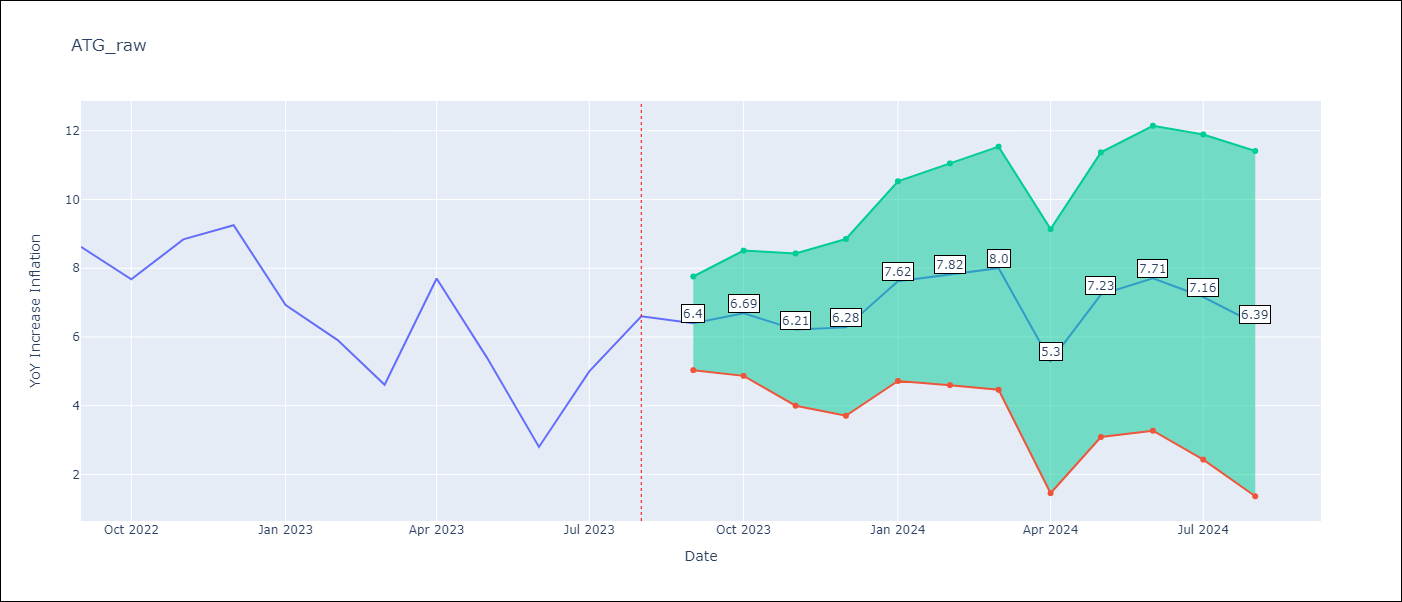 ATG_raw
YoY Increase Inflation
12
10
8
6
4
2
6.4
6.69
6.21
6.28
7.62
7.82
8.0
5.3
7.23
7.71
7.16
6.39
Oct 2022
Jan 2023
Apr 2023
Jul 2023
Oct 2023
Jan 2024
Apr 2024
Jul 2024
Date